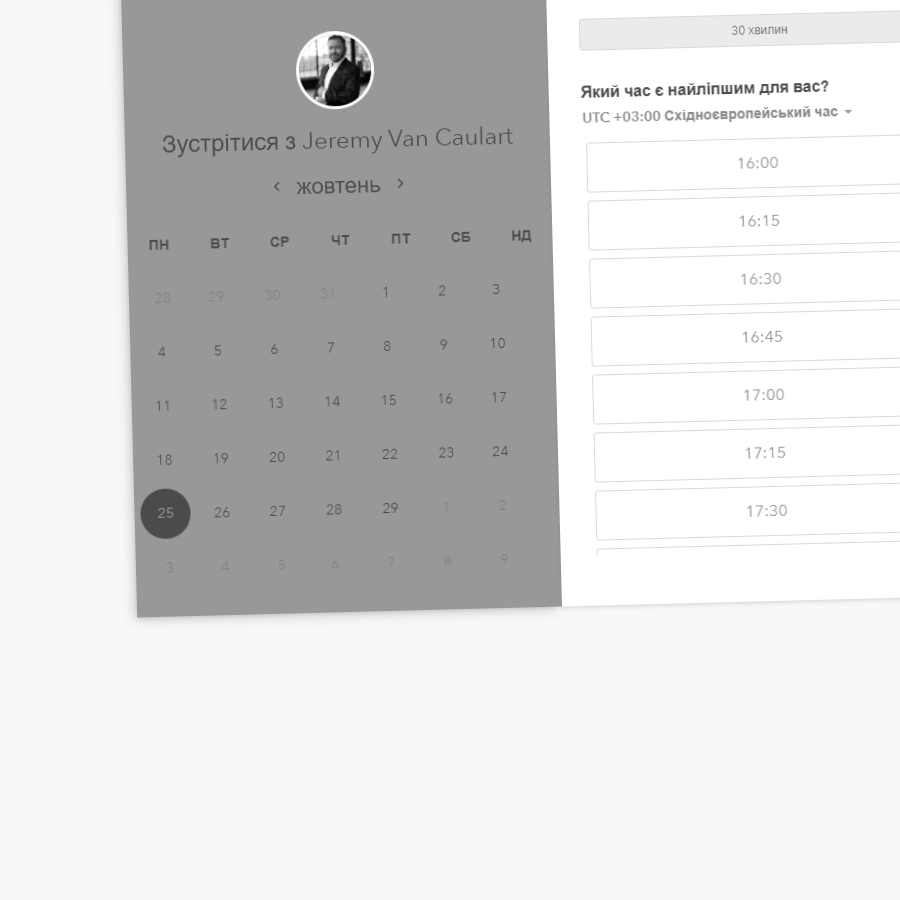 Зустрітися з Jeremy Van Caulart
жовтень
ПН ВТ СР ЧТ ПТ СБ НД
28 29 30 31 1 2 3
4 5 6 7 8 9 10
11 12 13 14 15 16 17
18 19 20 21 22 23 24
25 26 27 28 29 1 2
3 4 5 6 7 8 9
30 хвилин
Який час є найліпшим для вас?
UTC +03:00 Східноєвропейський час
16:00
16:15
16:30
16:45
17:00
17:15
17:30